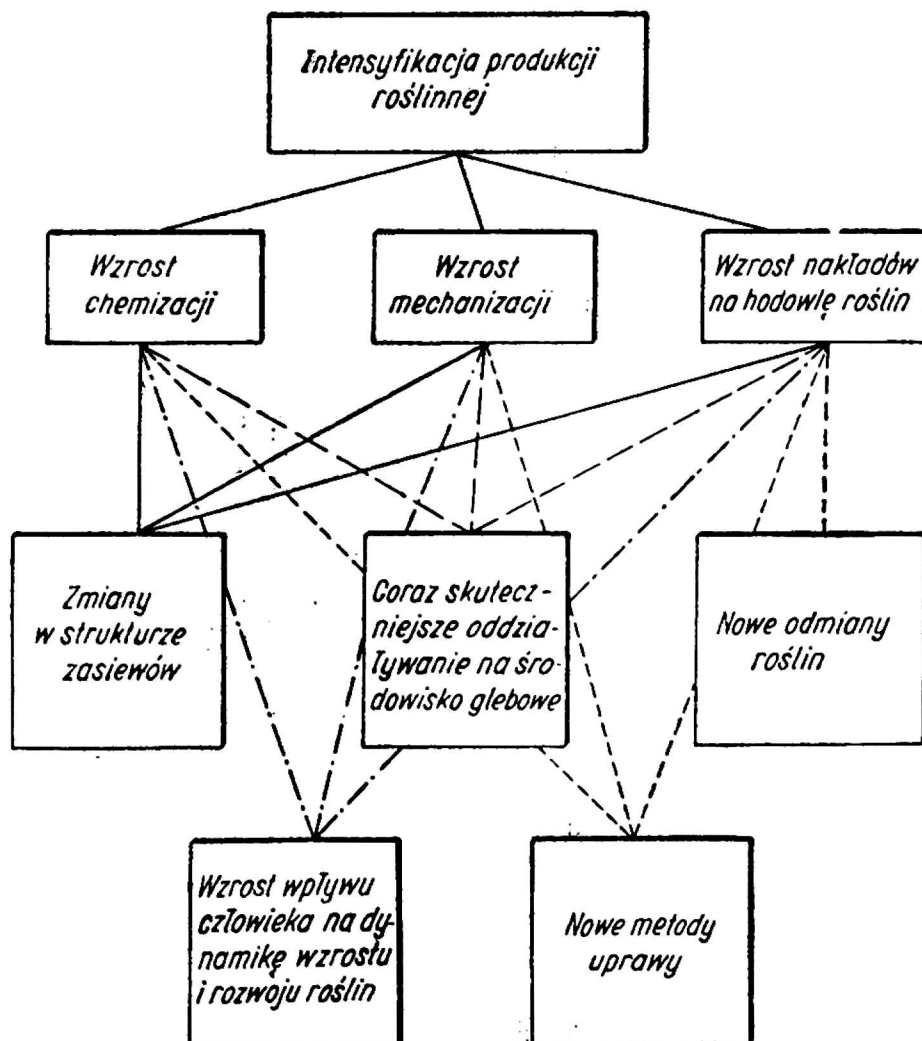 Intensyfikacja produkcji
roślinnej
Wzrost
chemizacji
Wzrost
mechanizacji
Wzrost nakładów
na hodowlę roślin
Zmiany
w strukturze
zasiewów
Coraz skutecz-
niejsze oddzia-
ływanie na śro-
dowisko glebowe
Nowe odmiany
roślin
Wzrost wpływu
człowieka na dy-
namikę wzrostu
i rozwoju roślin
Nowe metody
uprawy